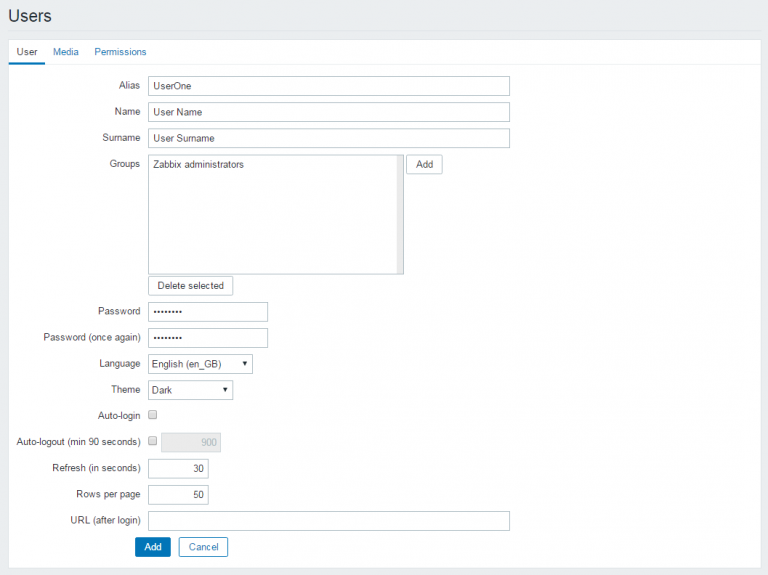 Users
User Media Permissions
Alias UserOne
Name User Name
Surname User Surname
Groups Zabbix administrators Add
Delete selected
Password ••••••••
Password (once again) ••••••••
Language English (en_GB)
Theme Dark
Auto-login
Auto-logout (min 90 seconds) 900
Refresh (in seconds) 30
Rows per page 50
URL (after login)
Add Cancel